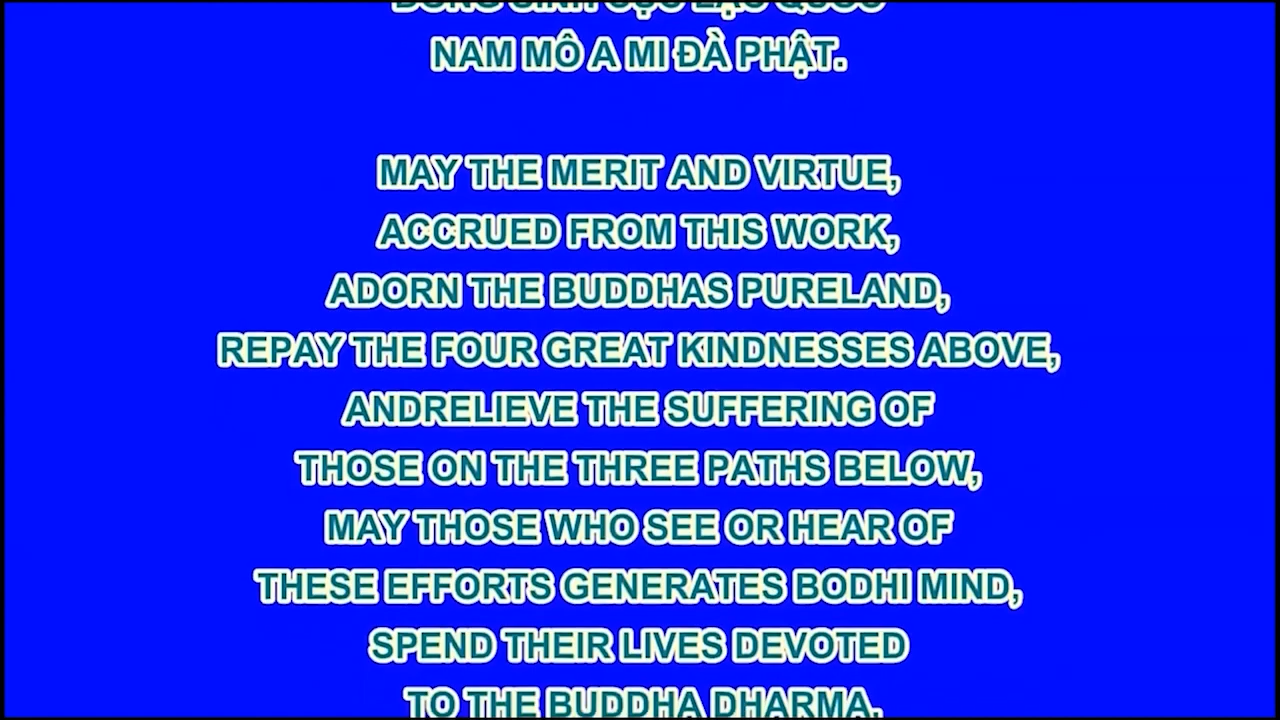 NAM MÔ A MI ĐÀ PHẬT.
MAY THE MERIT AND VIRTUE,
ACCRUED FROM THIS WORK,
ADORN THE BUDDHAS PURELAND,
REPAY THE FOUR GREAT KINDNESSES ABOVE,
ANDRELIEVE THE SUFFERING OF
THOSE ON THE THREE PATHS BELOW,
MAY THOSE WHO SEE OR HEAR OF
THESE EFFORTS GENERATES BODHI MIND,
SPEND THEIR LIVES DEVOTED
TO THE BUDDHA DHARMA,